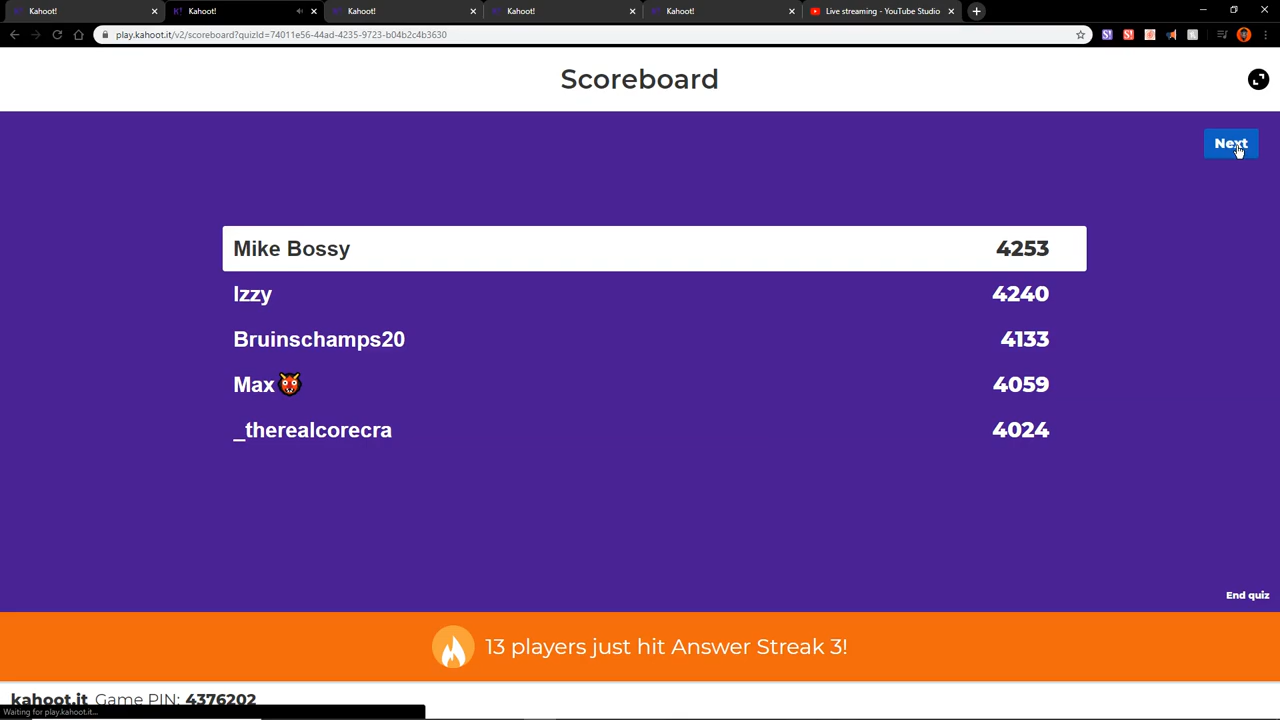 Kahoot!
Kahoot!
Kahoot!
Kahoot!
Kahoot!
Live streaming - YouTube Studio
play.kahoot.it/v2/scoreboard?quizId=74011e56-44ad-4235-9723-b04b2c4b3630
Scoreboard
Next
Mike Bossy 4253
Izzy 4240
Bruinschamps20 4133
Max👹 4059
_therealcorecra 4024
End quiz
13 players just hit Answer Streak 3!
kahoot.it Game PIN: 4376202
Waiting for play.kahoot.it...